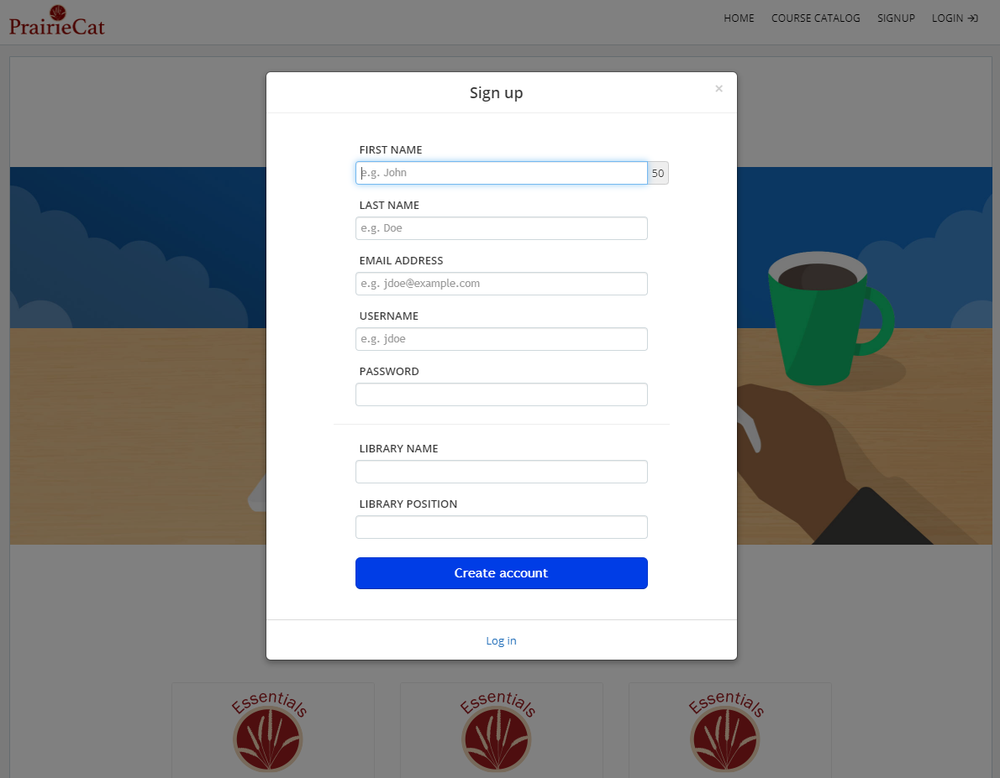 PrairieCat
HOME COURSE CATALOG SIGNUP LOGIN
Sign up
×
FIRST NAME
e.g. John 50
LAST NAME
e.g. Doe
EMAIL ADDRESS
e.g. jdoe@example.com
USERNAME
e.g. jdoe
PASSWORD
LIBRARY NAME
LIBRARY POSITION
Create account
Log in
Essentials Essentials Essentials